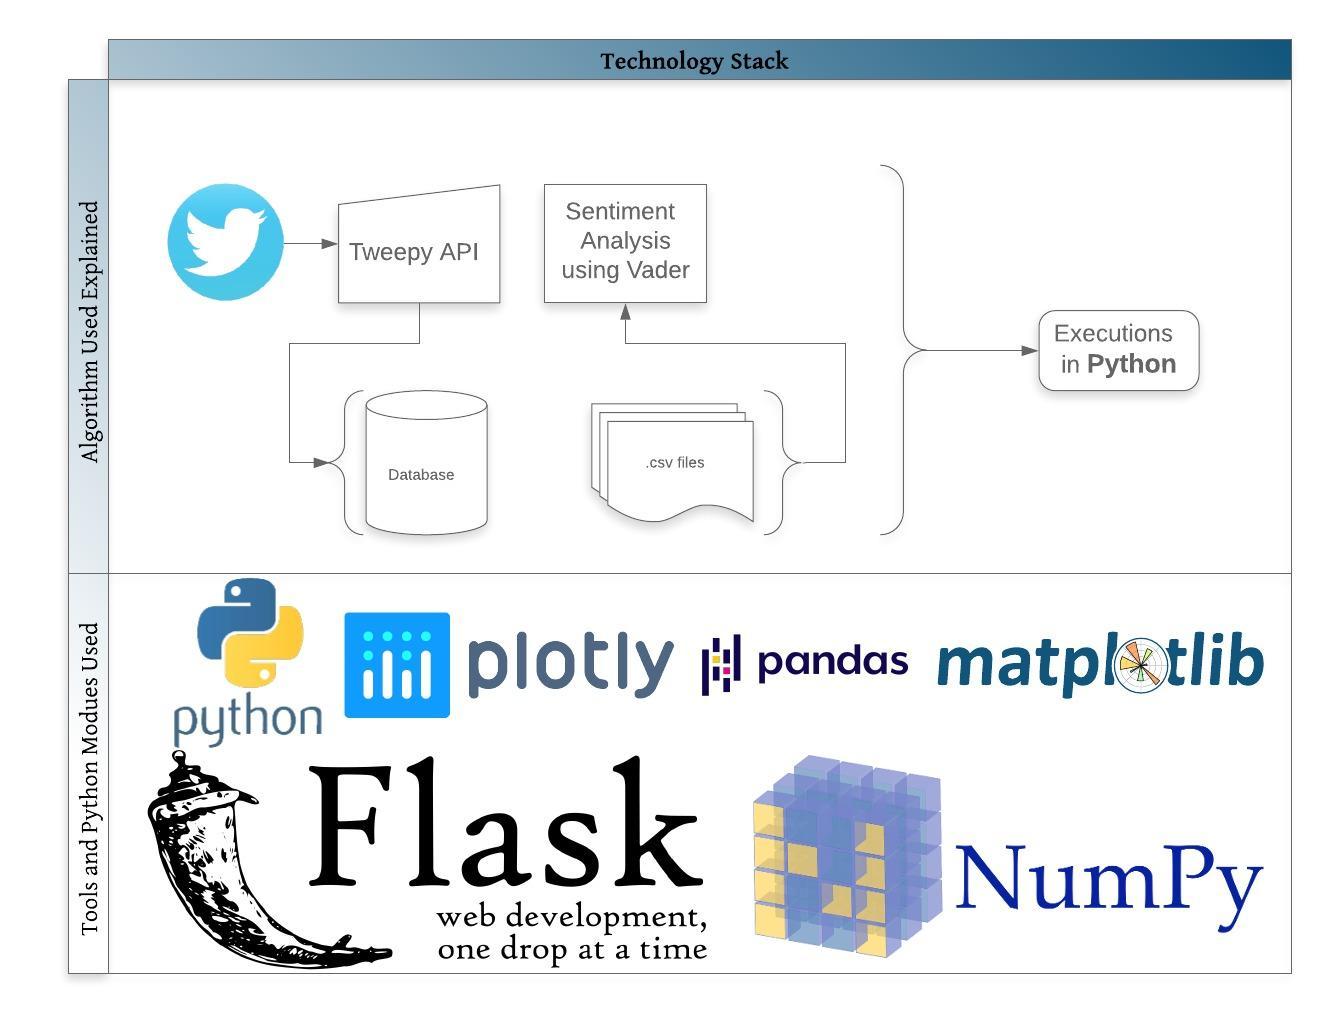 Technology Stack
Algorithm Used Explained
Tweepy API
Sentiment
Analysis
using Vader
Executions
in Python
Database
.csv files
Tools and Python Modues Used
python
plotly
pandas
matplotlib
Flask
web development,
one drop at a time
NumPy